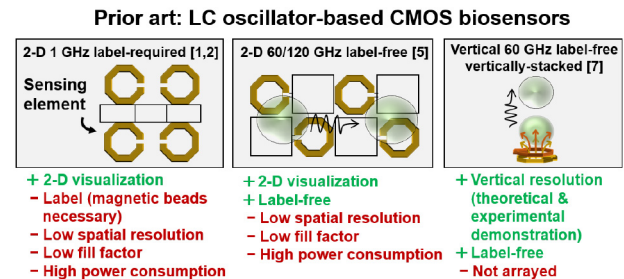 Prior art: LC oscillator-based CMOS biosensors
2-D 1 GHz label-required [1,2]
Sensing
element
+ 2-D visualization
− Label (magnetic beads
necessary)
− Low spatial resolution
− Low fill factor
− High power consumption
2-D 60/120 GHz label-free [5]
+ 2-D visualization
+ Label-free
− Low spatial resolution
− Low fill factor
− High power consumption
Vertical 60 GHz label-free
vertically-stacked [7]
+ Vertical resolution
(theoretical &
experimental
demonstration)
+ Label-free
− Not arrayed